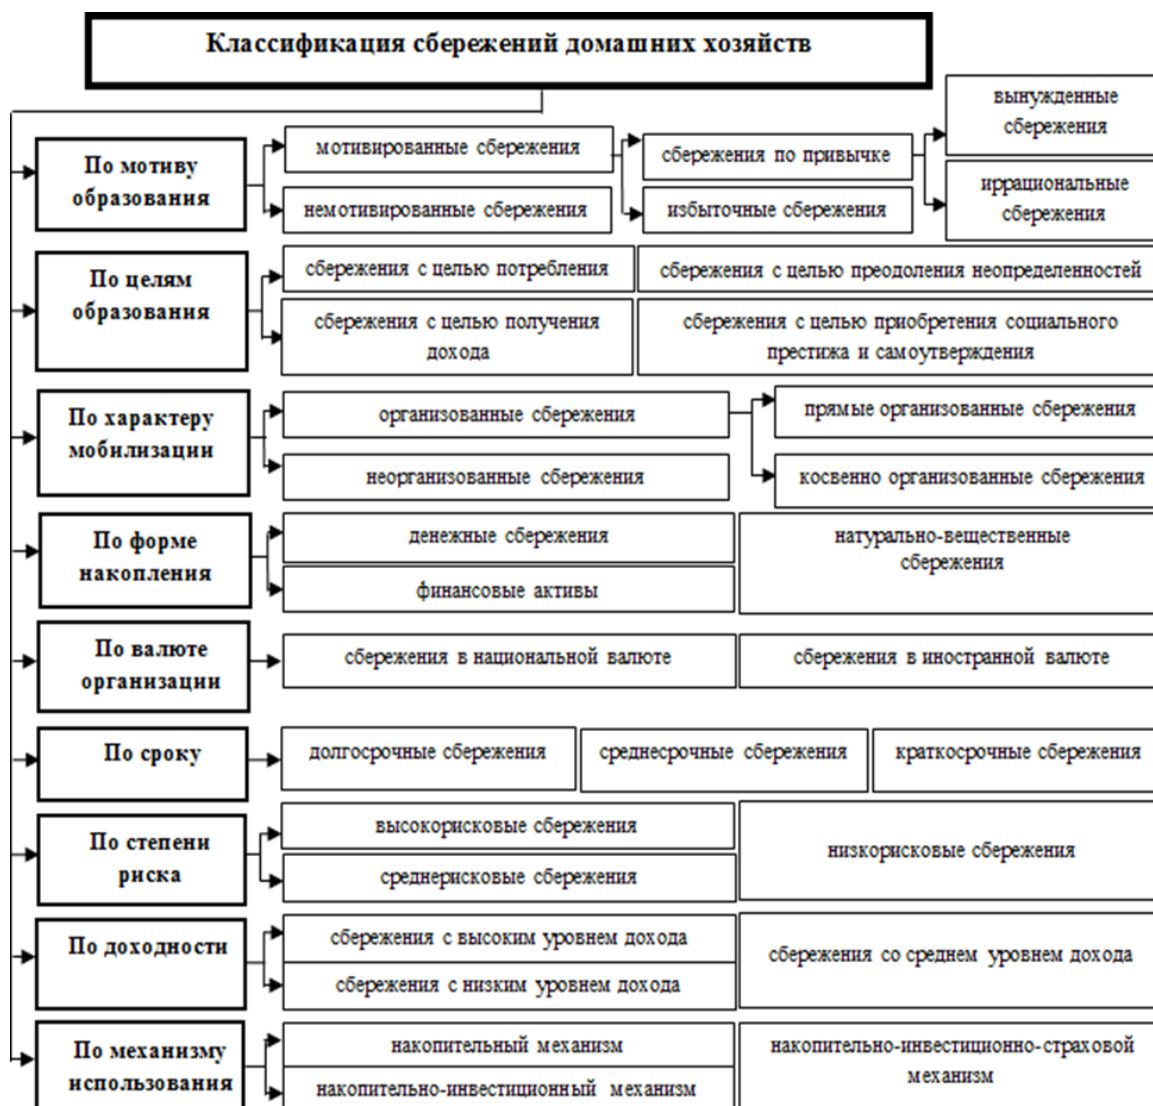 Классификация сбережений домашних хозяйств
По мотиву
образования
мотивированные сбережения
немотивированные сбережения
сбережения по привычке
избыточные сбережения
вынужденные
сбережения
иррациональные
сбережения
По целям
образования
сбережения с целью потребления
сбережения с целью преодоления неопределенностей
сбережения с целью получения
дохода
сбережения с целью приобретения социального
престижа и самоутверждения
По характеру
мобилизации
организованные сбережения
неорганизованные сбережения
прямые организованные сбережения
косвенно организованные сбережения
По форме
накопления
денежные сбережения
финансовые активы
натурально-вещественные
сбережения
По валюте
организации
сбережения в национальной валюте
сбережения в иностранной валюте
По сроку
долгосрочные сбережения
среднесрочные сбережения
краткосрочные сбережения
По степени
риска
высокорисковые сбережения
среднерисковые сбережения
низкорисковые сбережения
По доходности
сбережения с высоким уровнем дохода
сбережения с низким уровнем дохода
сбережения со среднем уровнем дохода
По механизму
использования
накопительный механизм
накопительно-инвестиционный механизм
накопительно-инвестиционно-страховой
механизм